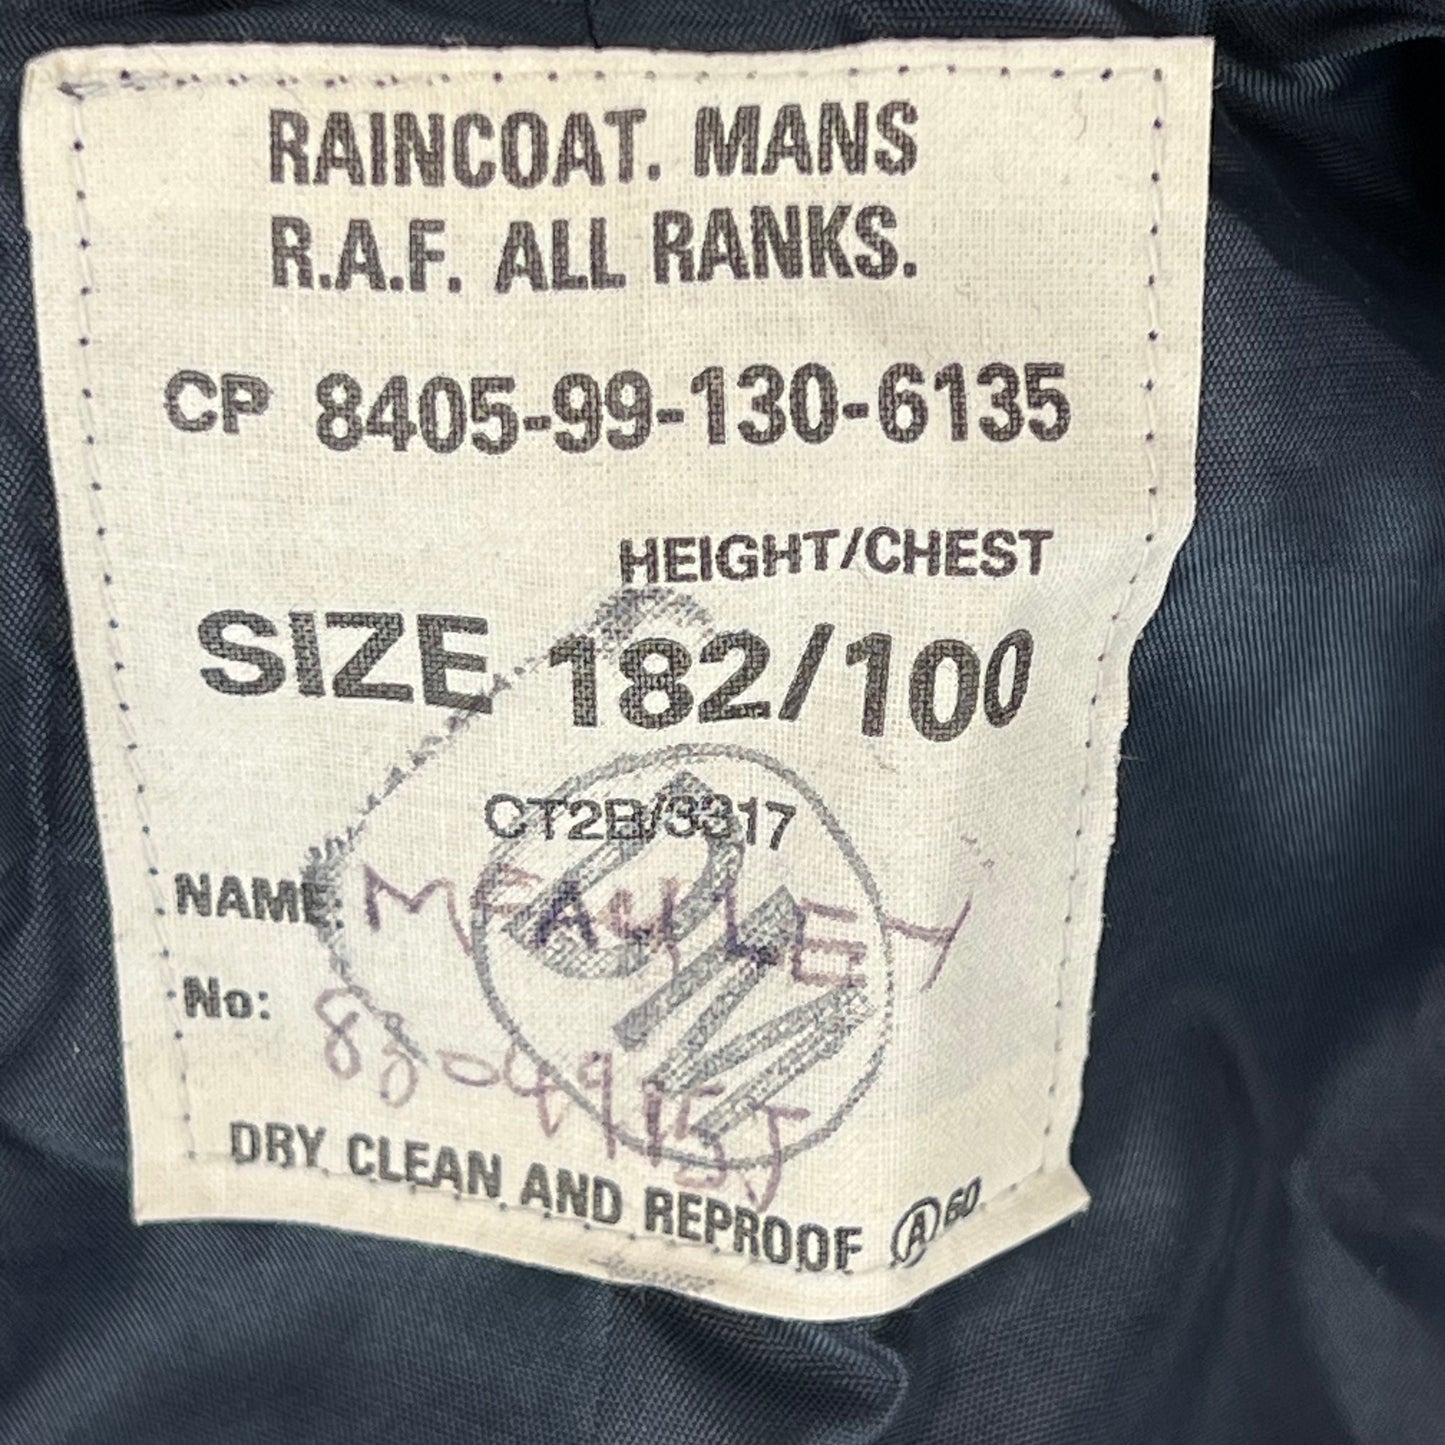 RAINCOAT. MANS
R.A.F. ALL RANKS.
CP 8405-99-130-6135
HEIGHT/CHEST
SIZE 182/100
CT2B/3317
NAME:
No:
DRY CLEAN AND REPROOF Ⓐ 60